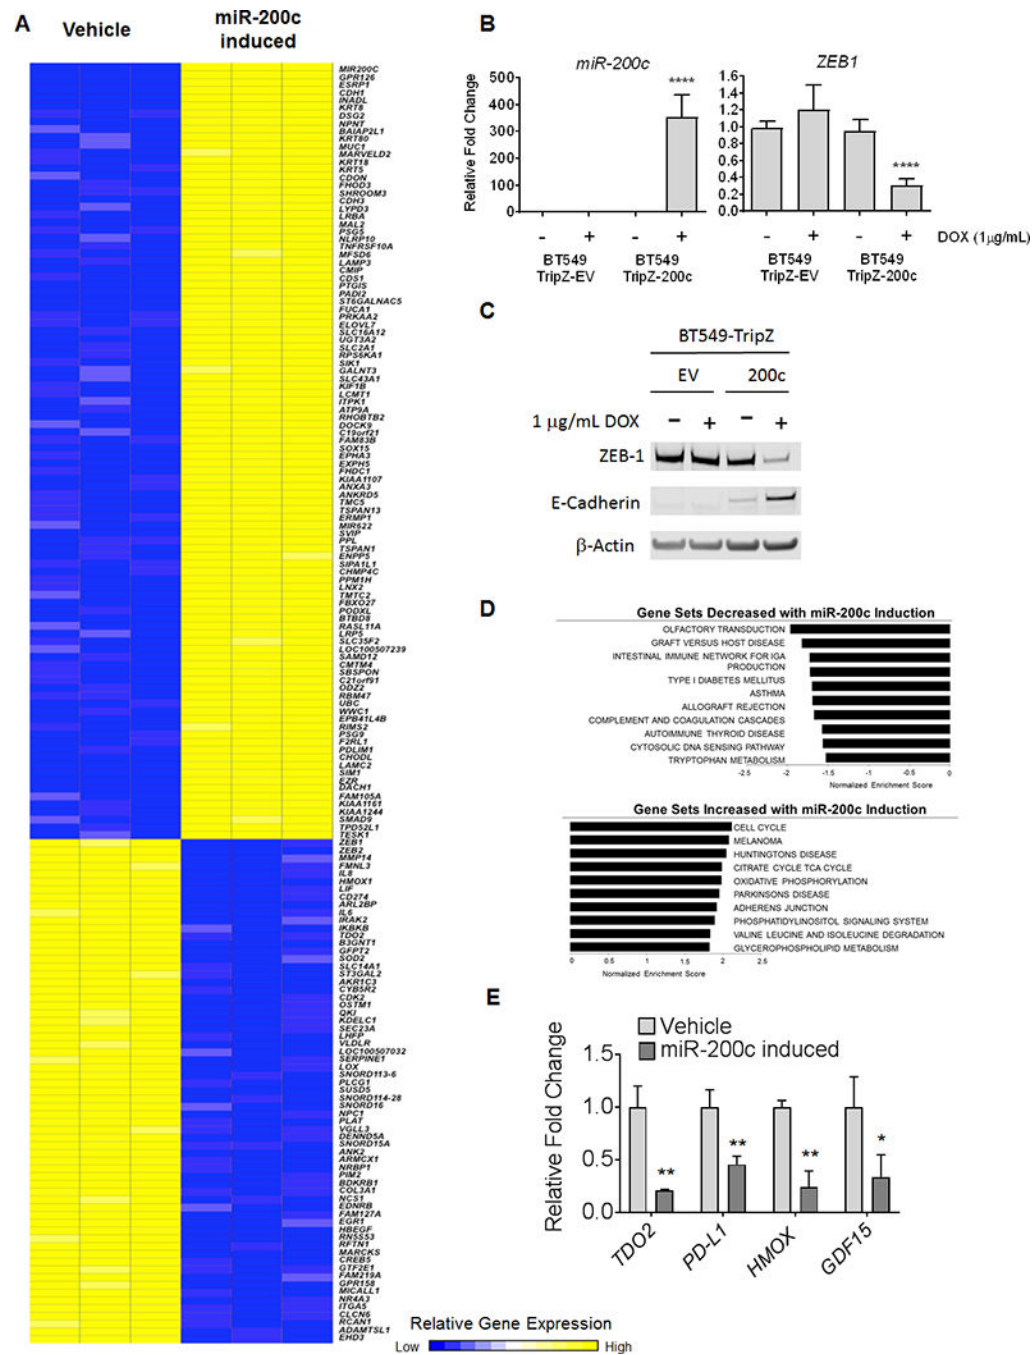 A
Vehicle
miR-200c
induced
MIR200C
GPR126
ESRP1
CDH1
INADL
KRT8
DSG2
NPNT
BAIAP2L1
KRT80
MUC1
MARVELD2
KRT18
KRT5
CDON
FHOD3
SHROOM3
CDH3
LYPD3
LRBA
MAL2
PSG5
NLRP10
TNFRSF10A
MFSD6
LAMP3
CMIP
CDS1
PTGIS
PADI2
ST6GALNAC5
FUCA1
PRKAA2
ELOVL7
SLC16A12
UGT3A2
SLC2A1
RPS6KA1
SIK1
GALNT3
SLC43A1
KIF1B
LCMT1
ITPK1
ATP9A
RHOBTB2
DOCK9
C19orf21
FAM83B
SOX15
EPHA3
EXPH5
FHDC1
KIAA1107
ANXA3
ANKRD5
TMC5
TSPAN13
ERMP1
MIR622
SVIP
PPL
TSPAN1
ENPP5
SIPA1L1
CHMP4C
PPM1H
LNX2
TMTC2
FBXO27
PODXL
BTBD8
RASL11A
LRP5
SLC35F2
LOC100507239
SAMD12
CMTM4
SBSPON
C21orf91
ODZ2
RBM47
UBC
WWC1
EPB41L4B
RIMS2
PSG9
F2RL1
PDLIM1
CHODL
LAMC2
SIM1
EZR
DACH1
FAM105A
KIAA1161
KIAA1244
SMAD9
TPD52L1
TESK1
ZEB1
ZEB2
MMP14
FMNL3
IL8
HMOX1
LIF
CD274
ARL2BP
IL6
IRAK2
IKBKB
TDO2
B3GNT1
GFPT2
SOD2
SLC14A1
ST3GAL2
AKR1C3
CYB5R2
CDK2
OSTM1
QKI
KDELC1
SEC23A
LHFP
VLDLR
LOC100507032
SERPINE1
LOX
SNORD113-6
PLCG1
SUSD5
SNORD114-28
SNORD16
NPC1
PLAT
VGLL3
DENND5A
SNORD15A
ANK2
ARMCX1
NRBP1
PIM2
BDKRB1
COL3A1
NCS1
EDNRB
FAM127A
EGR1
HBEGF
RN5S53
RFTN1
MARCKS
CREB5
GTF2E1
FAM219A
GPR158
MICALL1
NR4A3
ITGA5
CLCN6
RCAN1
ADAMTSL1
EHD3
Relative Gene Expression
Low High
B
miR-200c
Relative Fold Change
500
400
300
200
100
0
****
- + - +
BT549
TripZ-EV
BT549
TripZ-200c
ZEB1
1.6
1.4
1.2
1.0
0.8
0.6
0.4
0.2
0.0
****
- + - + DOX (1µg/mL)
BT549
TripZ-EV
BT549
TripZ-200c
C
BT549-TripZ
EV 200c
1 µg/mL DOX − + − +
ZEB-1
E-Cadherin
β-Actin
D
Gene Sets Decreased with miR-200c Induction
OLFACTORY TRANSDUCTION
GRAFT VERSUS HOST DISEASE
INTESTINAL IMMUNE NETWORK FOR IGA
PRODUCTION
TYPE I DIABETES MELLITUS
ASTHMA
ALLOGRAFT REJECTION
COMPLEMENT AND COAGULATION CASCADES
AUTOIMMUNE THYROID DISEASE
CYTOSOLIC DNA SENSING PATHWAY
TRYPTOPHAN METABOLISM
-2.5 -2 -1.5 -1 -0.5 0
Normalized Enrichment Score
Gene Sets Increased with miR-200c Induction
CELL CYCLE
MELANOMA
HUNTINGTONS DISEASE
CITRATE CYCLE TCA CYCLE
OXIDATIVE PHOSPHORYLATION
PARKINSONS DISEASE
ADHERENS JUNCTION
PHOSPHATIDYLINOSITOL SIGNALING SYSTEM
VALINE LEUCINE AND ISOLEUCINE DEGRADATION
GLYCEROPHOSPHOLIPID METABOLISM
0 0.5 1 1.5 2 2.5
Normalized Enrichment Score
E
Vehicle
miR-200c induced
Relative Fold Change
1.5
1.0
0.5
0.0
** ** ** *
TDO2 PD-L1 HMOX GDF15